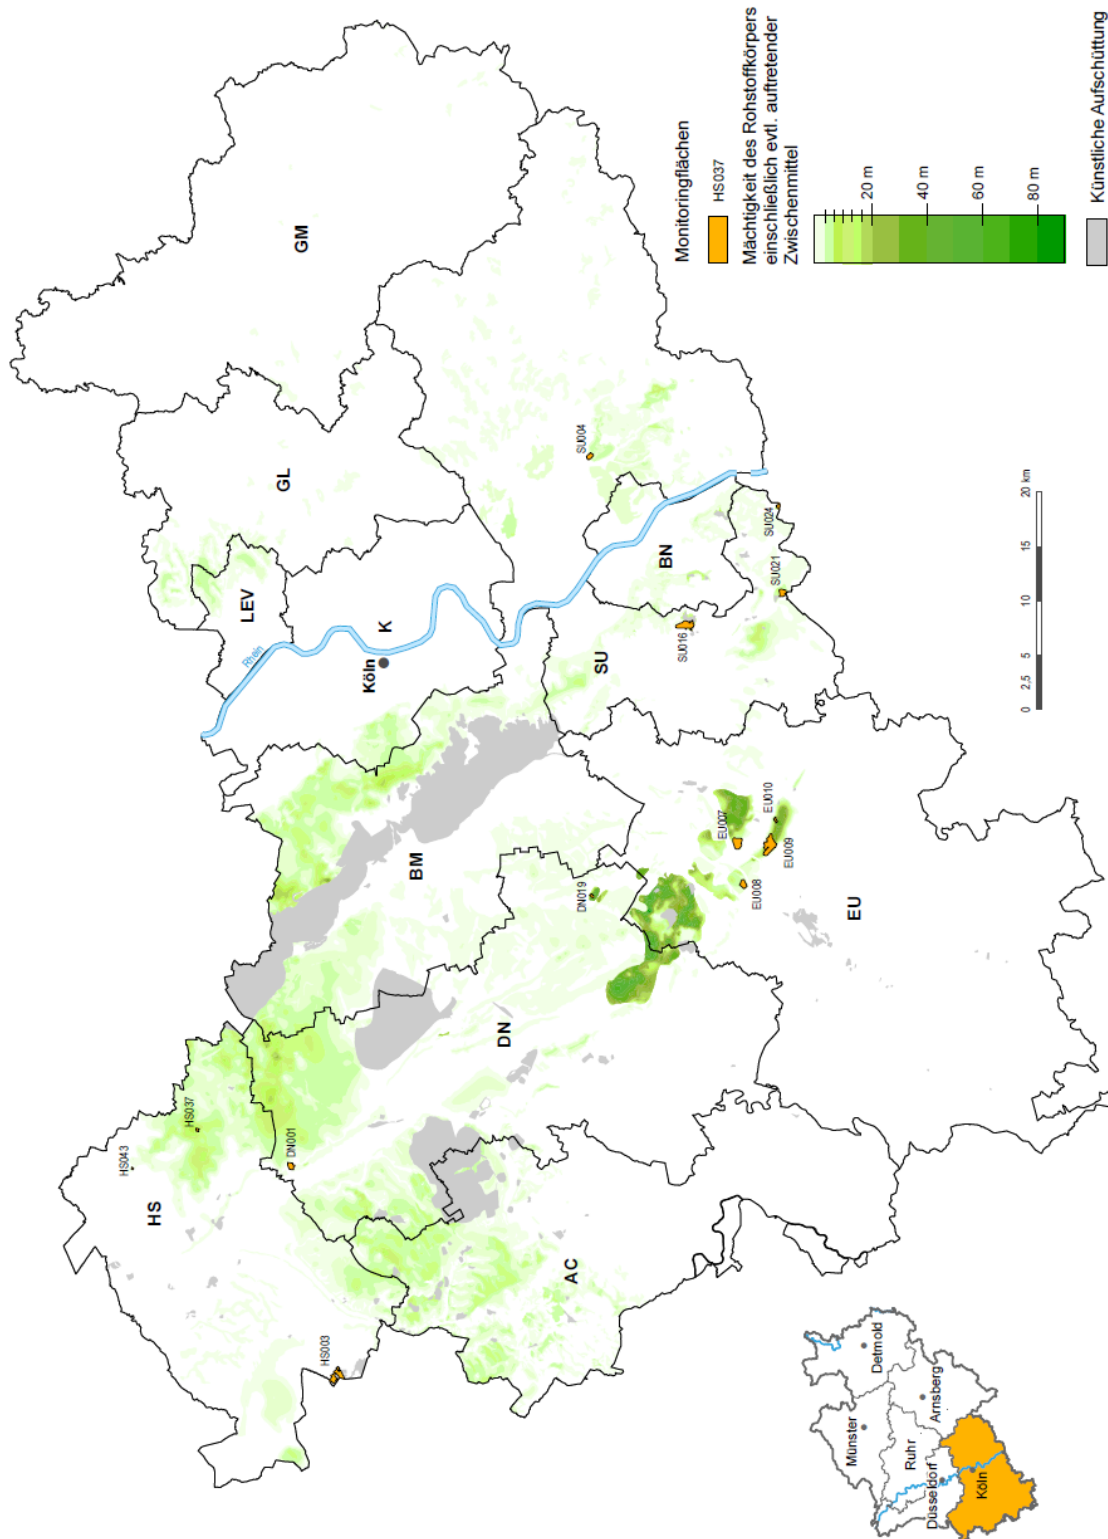 GM
GL
LEV
Rhein
K
Köln
SU004
BN
SU024
SU021
SU016
SU
BM
EU007
EU010
EU009
EU008
EU
DN019
DN
DN001
HS037
HS043
HS
HS003
AC
Monitoringflächen
HS037
Mächtigkeit des Rohstoffkörpers
einschließlich evtl. auftretender
Zwischenmittel
20 m
40 m
60 m
80 m
Künstliche Aufschüttung
0 2,5 5 10 15 20 km
Münster
Detmold
Ruhr
Arnsberg
Düsseldorf
Köln